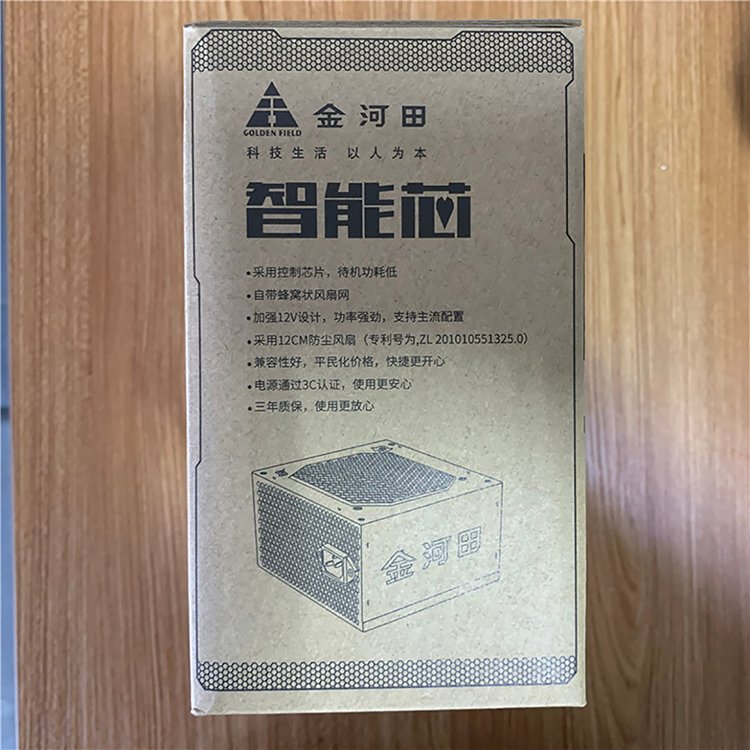 GOLDEN FIELD
金河田
科技生活 以人为本
智能芯
•采用控制芯片，待机功耗低
•自带蜂窝状风扇网
•加强12V设计，功率强劲，支持主流配置
•采用12CM防尘风扇（专利号为,ZL 201010551325.0）
•兼容性好，平民化价格，快捷更开心
•电源通过3C认证，使用更安心
•三年质保，使用更放心
金河田